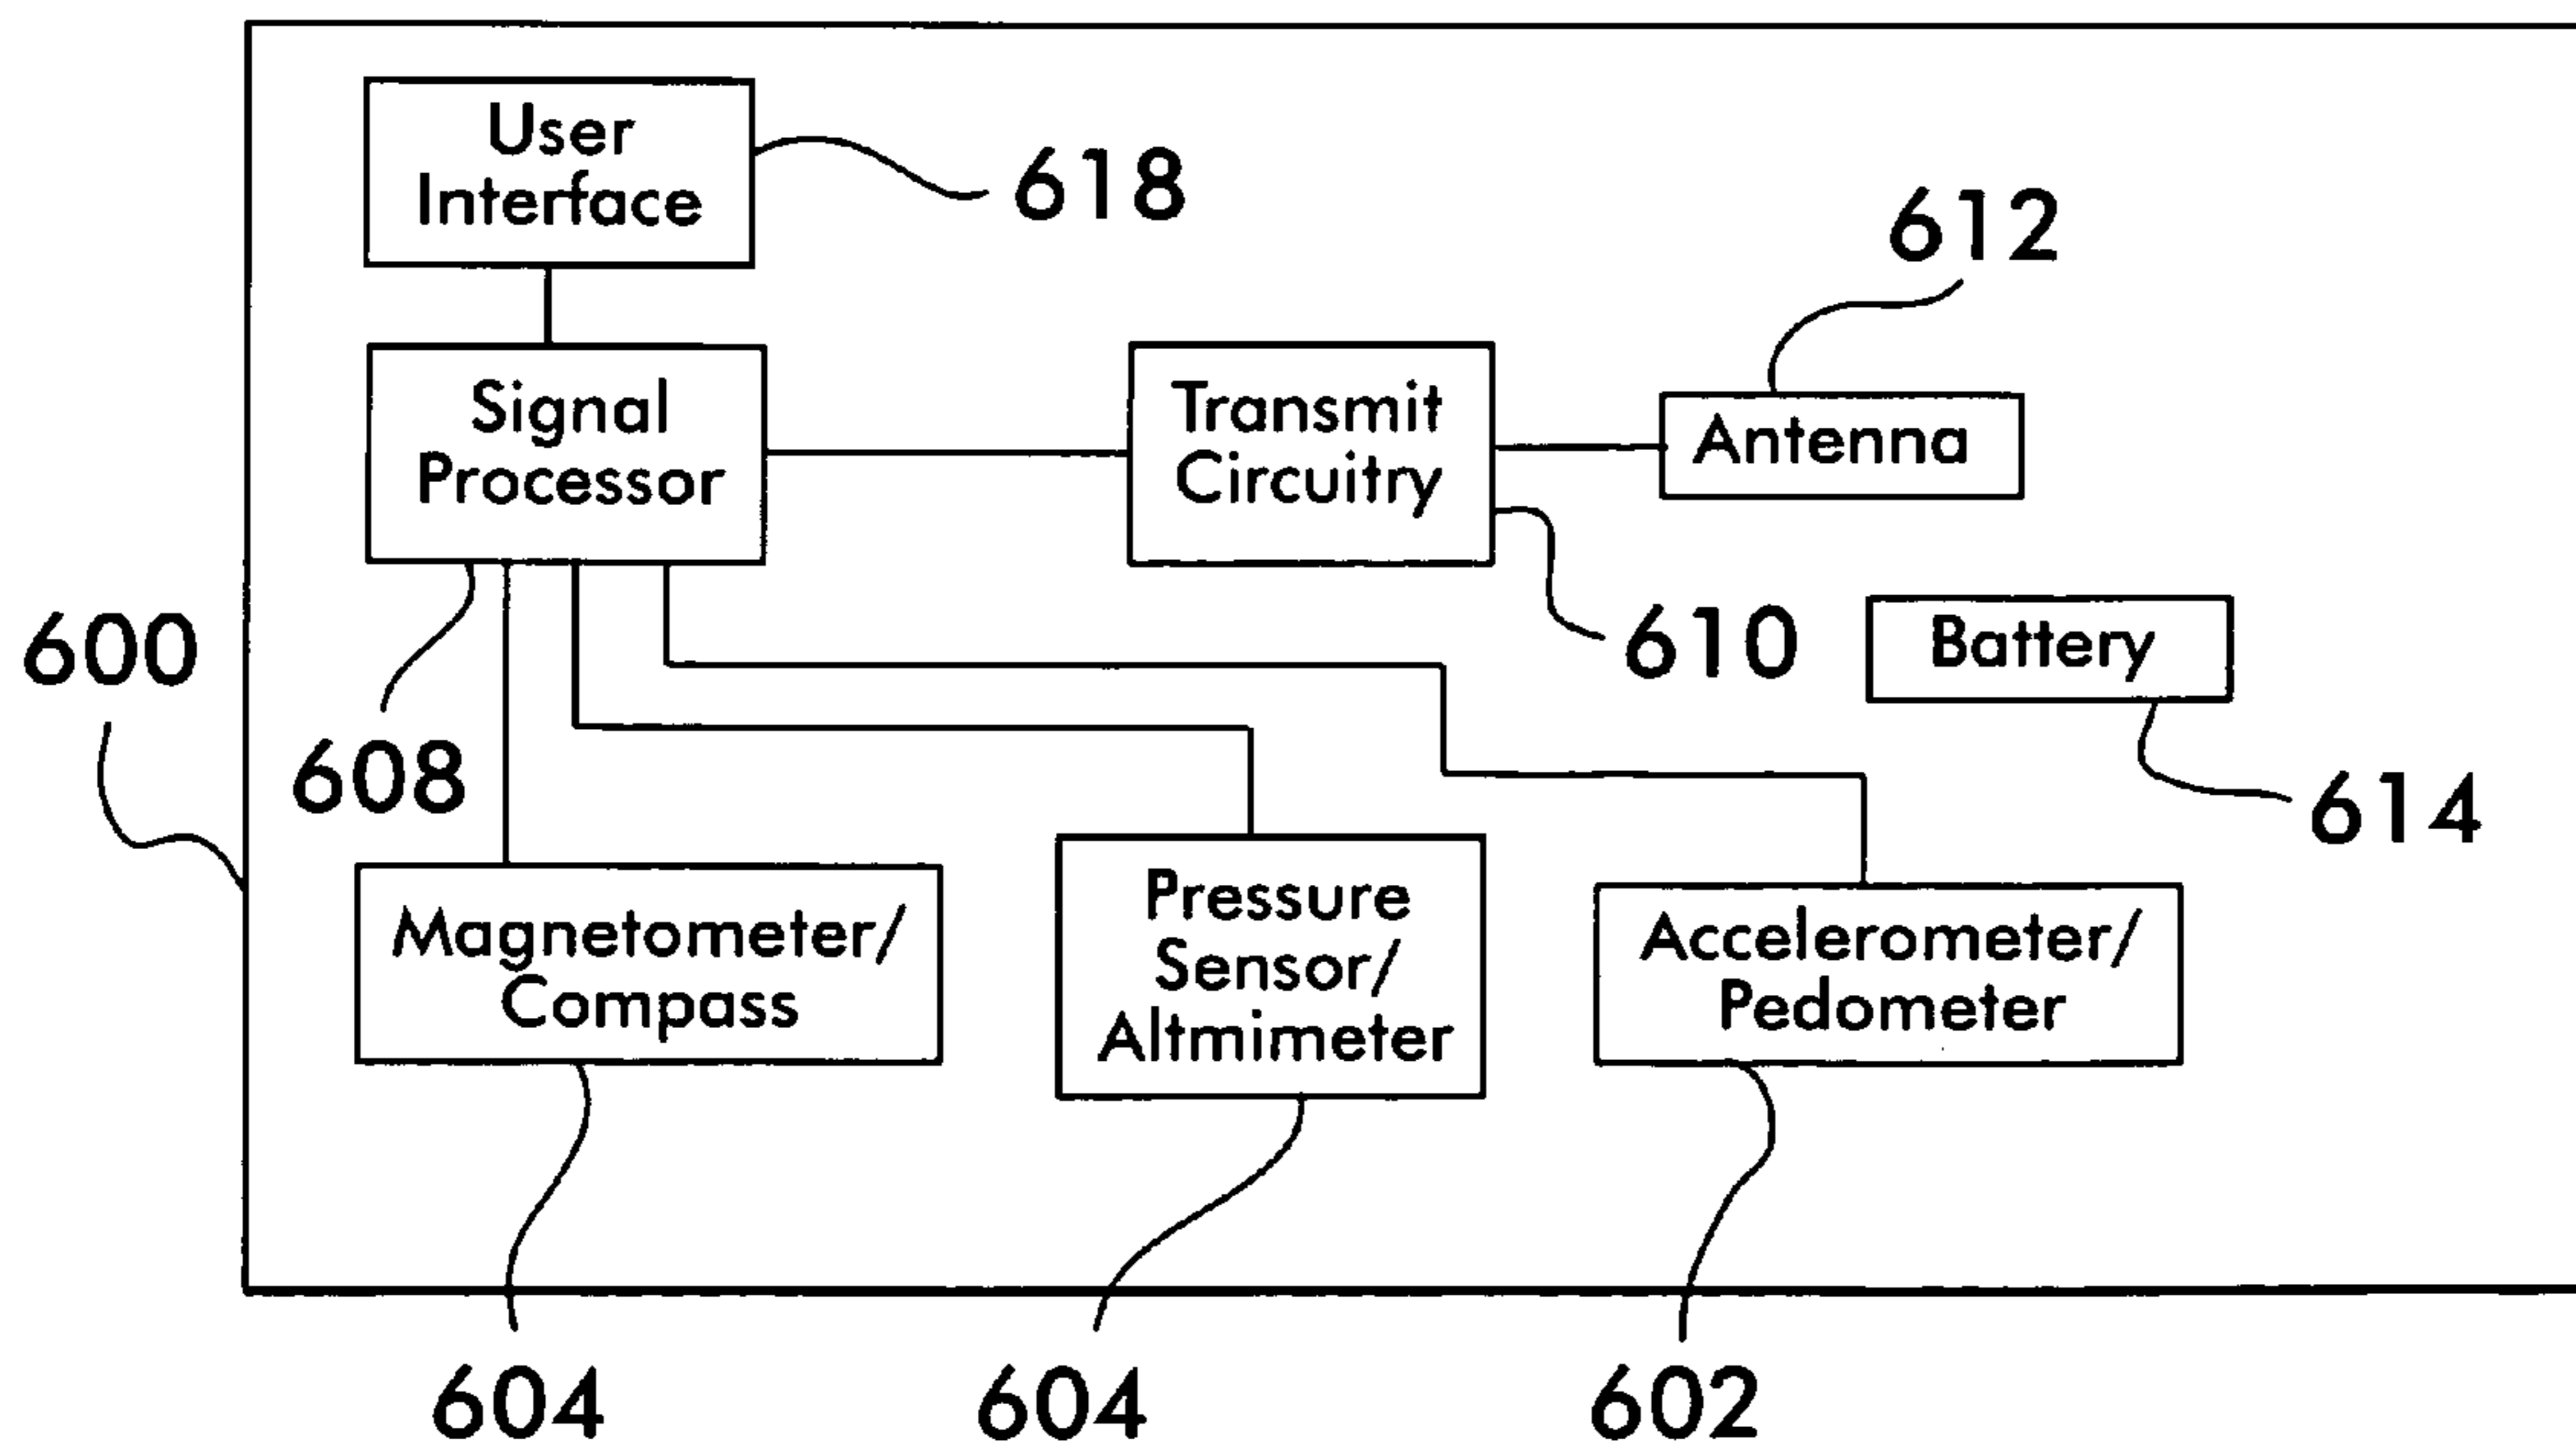 User
Interface
618
612
Signal
Processor
Transmit
Circuitry
Antenna
600
608
610
Battery
614
Magnetometer/
Compass
Pressure
Sensor/
Altmimeter
Accelerometer/
Pedometer
604
604
602